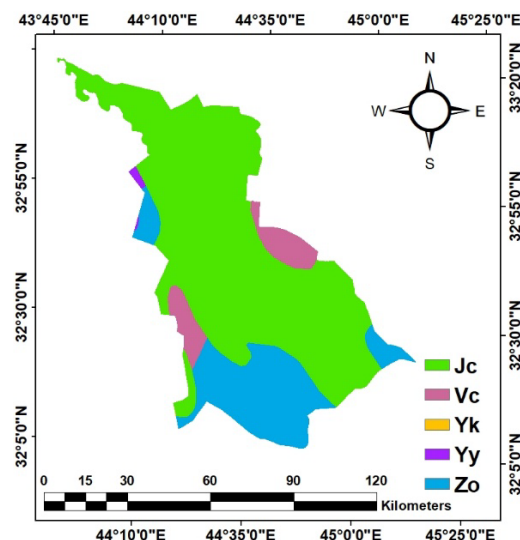 43°45'0"E 44°10'0"E 44°35'0"E 45°0'0"E 45°25'0"E
33°20'0"N
N
W E
S
32°55'0"N 32°55'0"N
32°30'0"N 32°30'0"N
Jc
Vc
Yk
32°5'0"N 32°5'0"N
Yy
Zo
0 15 30 60 90 120
Kilometers
44°10'0"E 44°35'0"E 45°0'0"E 45°25'0"E